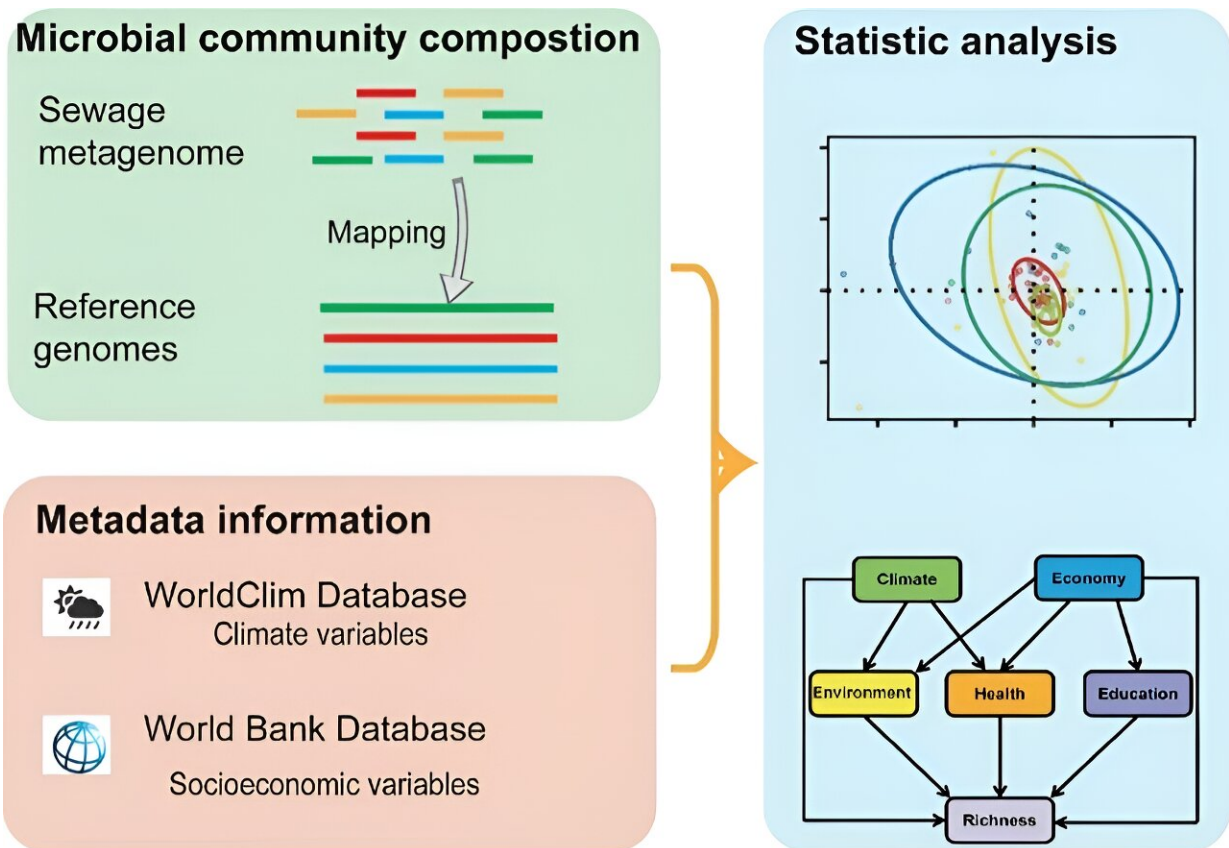 Microbial community compostion
Sewage
metagenome
Mapping
Reference
genomes
Metadata information
WorldClim Database
Climate variables
World Bank Database
Socioeconomic variables
Statistic analysis
Climate
Economy
Environment
Health
Education
Richness